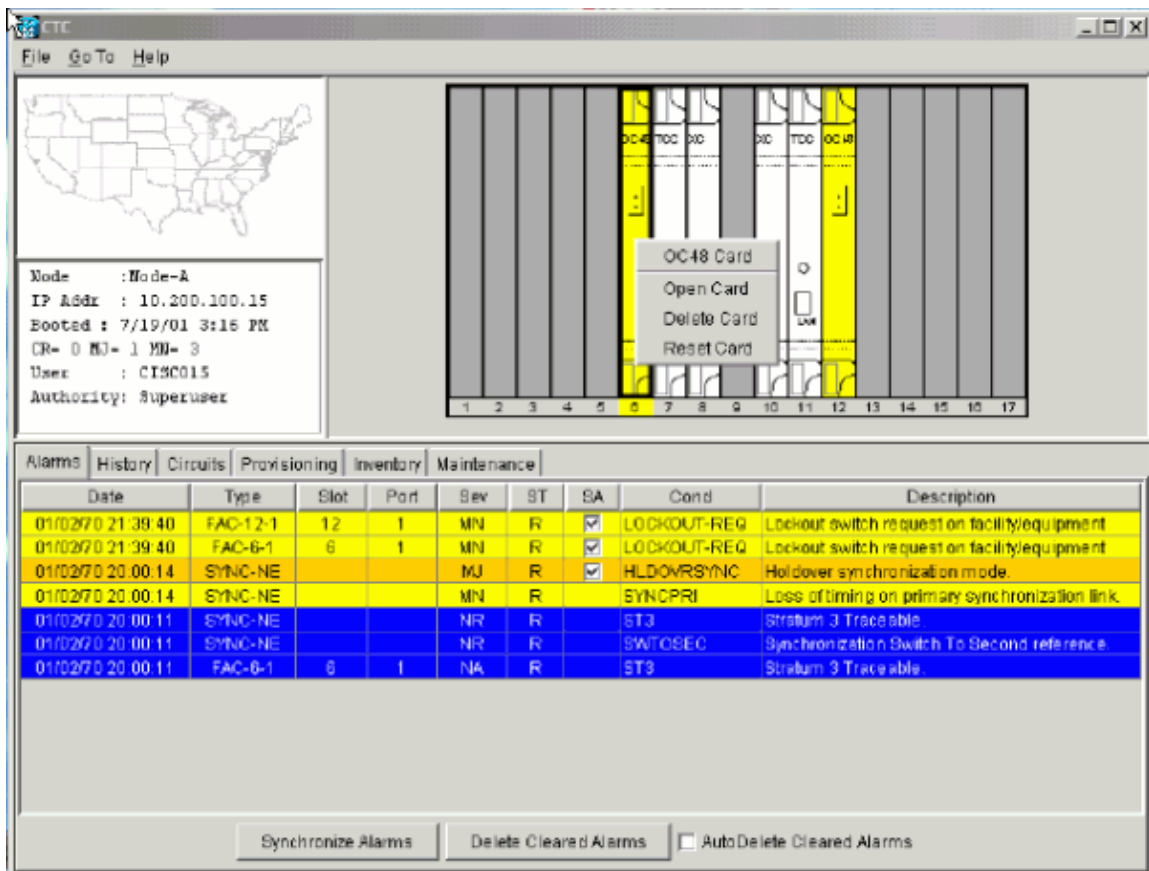 CTC
File Go To Help
OC48 TCC XC XC TCC OC48
OC48 Card
Open Card
Delete Card
Reset Card
LAN
1 2 3 4 5 6 7 8 9 10 11 12 13 14 15 16 17
Node :Node-A
IP Addr : 10.200.100.15
Booted : 7/19/01 3:16 PM
CR= 0 MJ= 1 MN= 3
User : CISCO15
Authority: Superuser
Alarms History Circuits Provisioning Inventory Maintenance
Date Type Slot Port Sev ST SA Cond Description
01/02/70 21:39:40 FAC-12-1 12 1 MN R LOCKOUT-REQ Lockout switch request on facility/equipment
01/02/70 21:39:40 FAC-6-1 6 1 MN R LOCKOUT-REQ Lockout switch request on facility/equipment
01/02/70 20:00:14 SYNC-NE MJ R HLDOVRSYNC Holdover synchronization mode.
01/02/70 20:00:14 SYNC-NE MN R SYNCPRI Loss of timing on primary synchronization link.
01/02/70 20:00:11 SYNC-NE NR R ST3 Stratum 3 Traceable.
01/02/70 20:00:11 SYNC-NE NR R SWTOSEC Synchronization Switch To Second reference.
01/02/70 20:00:11 FAC-6-1 6 1 NA R ST3 Stratum 3 Traceable.
Synchronize Alarms Delete Cleared Alarms AutoDelete Cleared Alarms